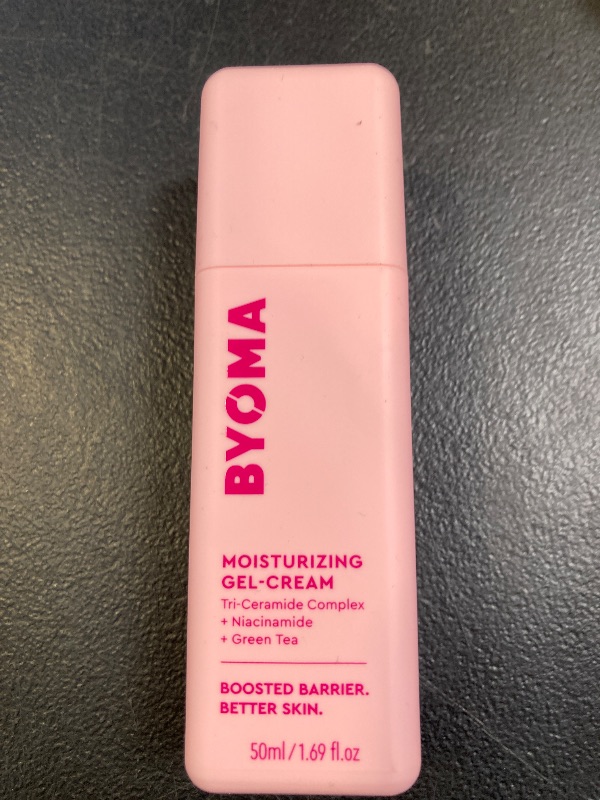 BYOMA
MOISTURIZING
GEL-CREAM
Tri-Ceramide Complex
+ Niacinamide
+ Green Tea
BOOSTED BARRIER.
BETTER SKIN.
50ml/1.69 fl.oz